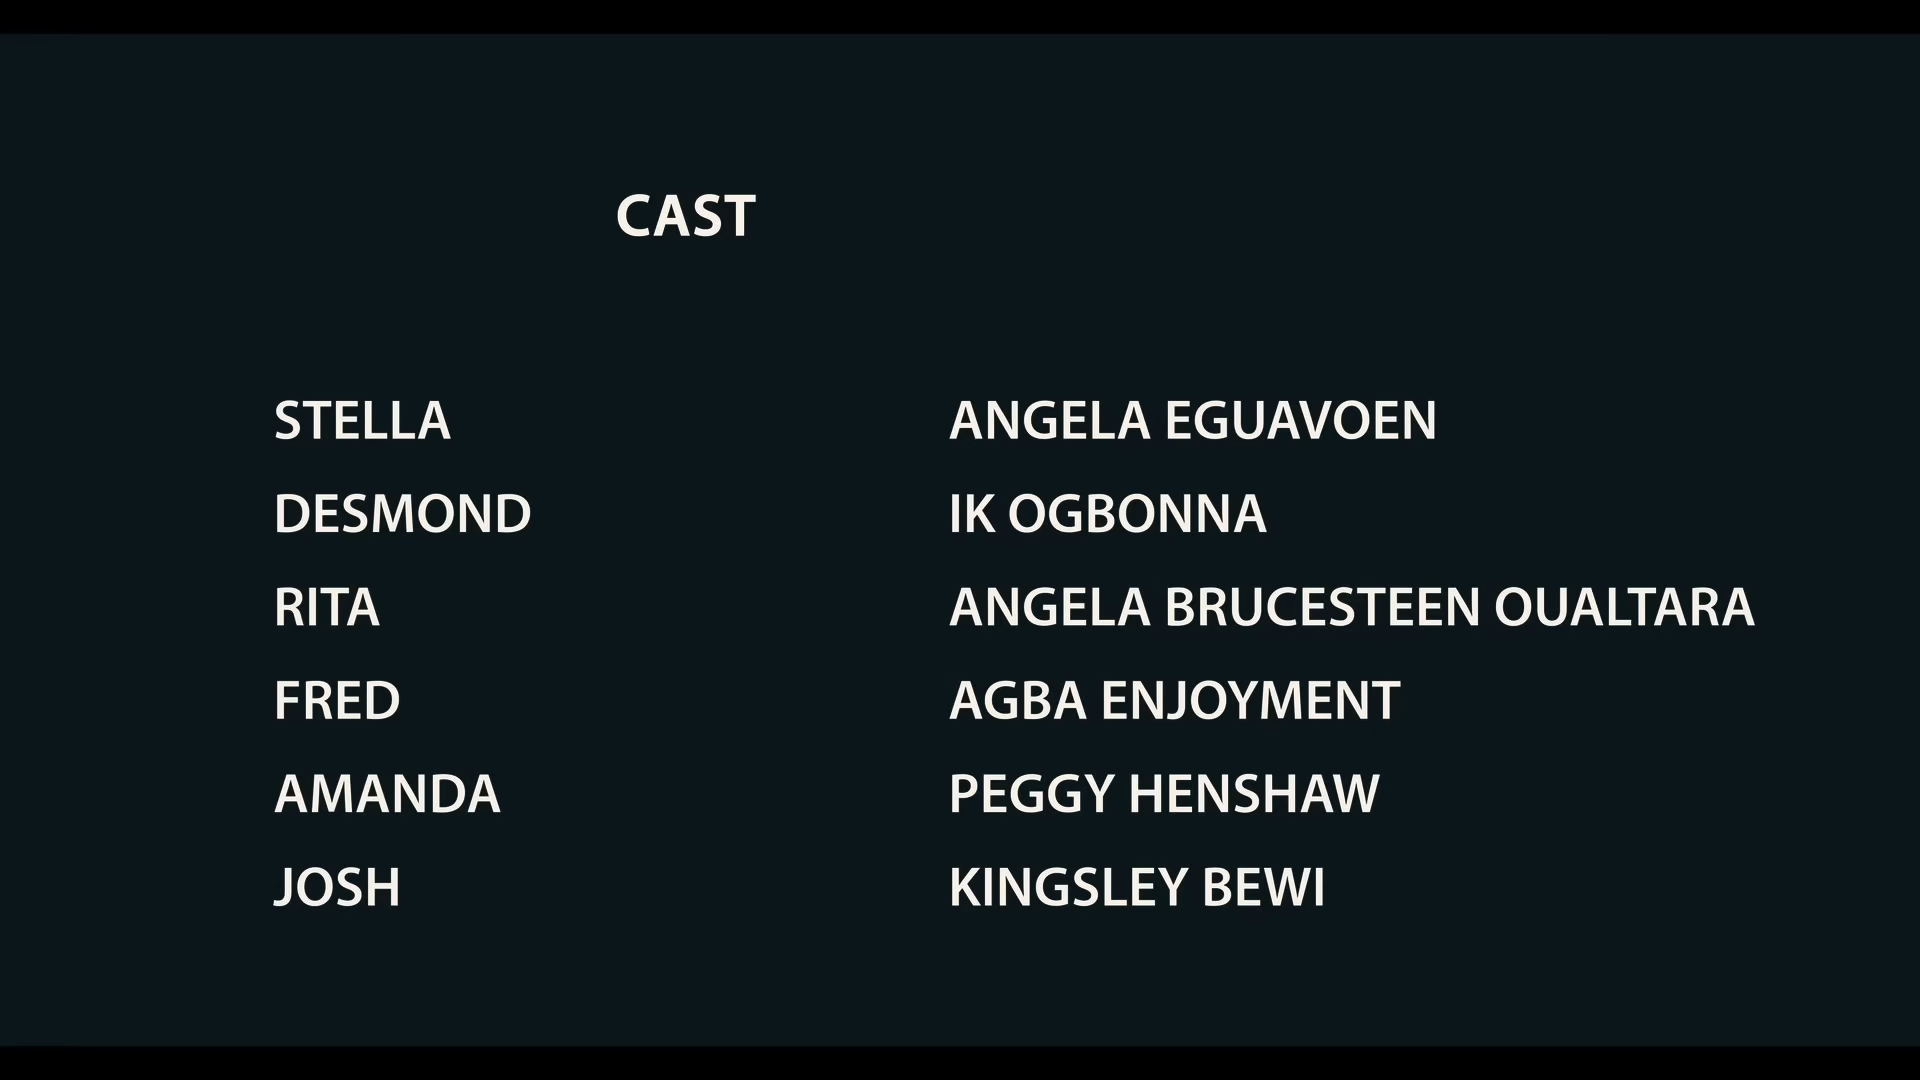 CAST
STELLA ANGELA EGUAVOEN
DESMOND IK OGBONNA
RITA ANGELA BRUCESTEEN OUALTARA
FRED AGBA ENJOYMENT
AMANDA PEGGY HENSHAW
JOSH KINGSLEY BEWI